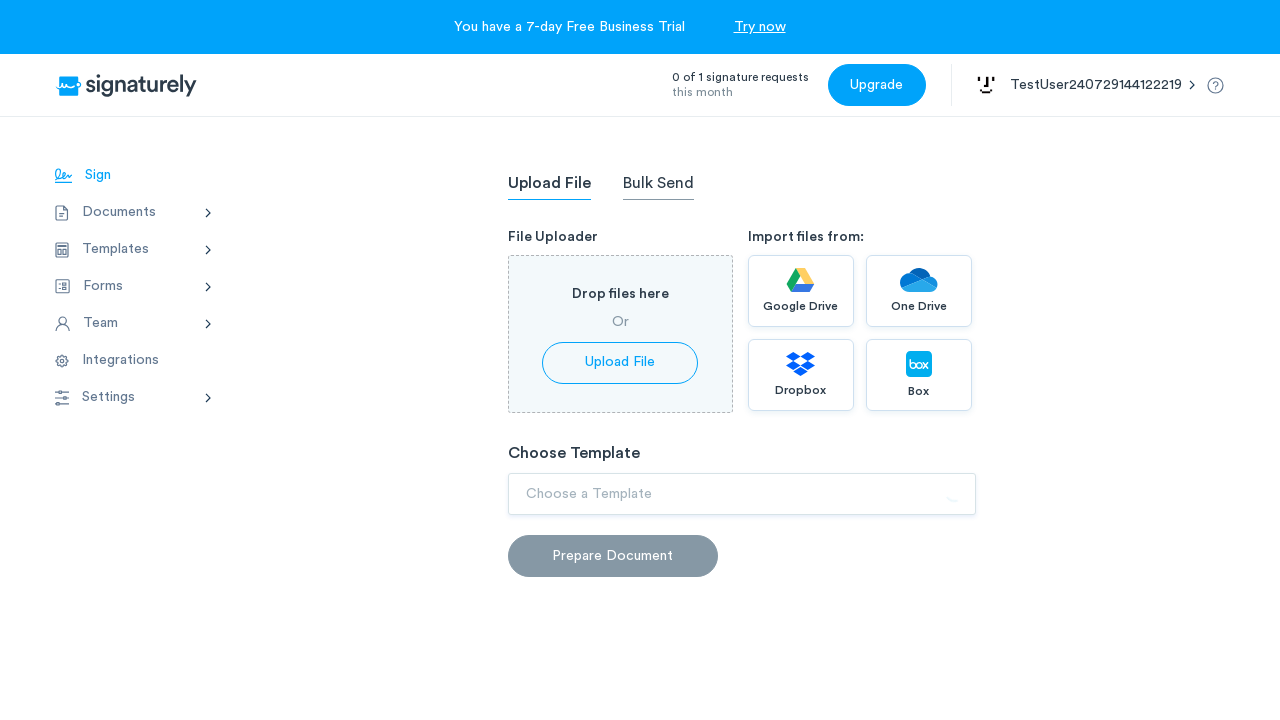 You have a 7-day Free Business Trial Try now
signaturely
0 of 1 signature requests
this month
Upgrade
TestUser240729144122219
Sign
Documents
Templates
Forms
Team
Integrations
Settings
Upload File
Bulk Send
File Uploader
Drop files here
Or
Upload File
Import files from:
Google Drive
One Drive
Dropbox
box
Box
Choose Template
Choose a Template
Prepare Document